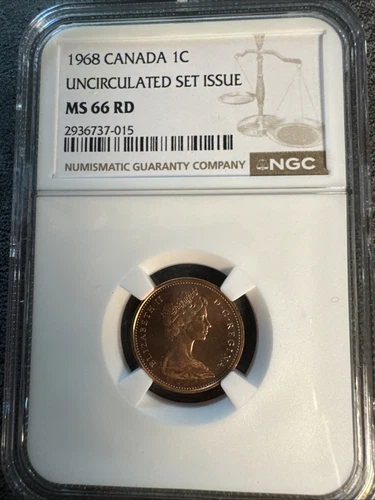 1968 CANADA 1C
UNCIRCULATED SET ISSUE
MS 66 RD
2936737-015
NUMISMATIC GUARANTY COMPANY
NGC
ELIZABETH II D·G·REGINA